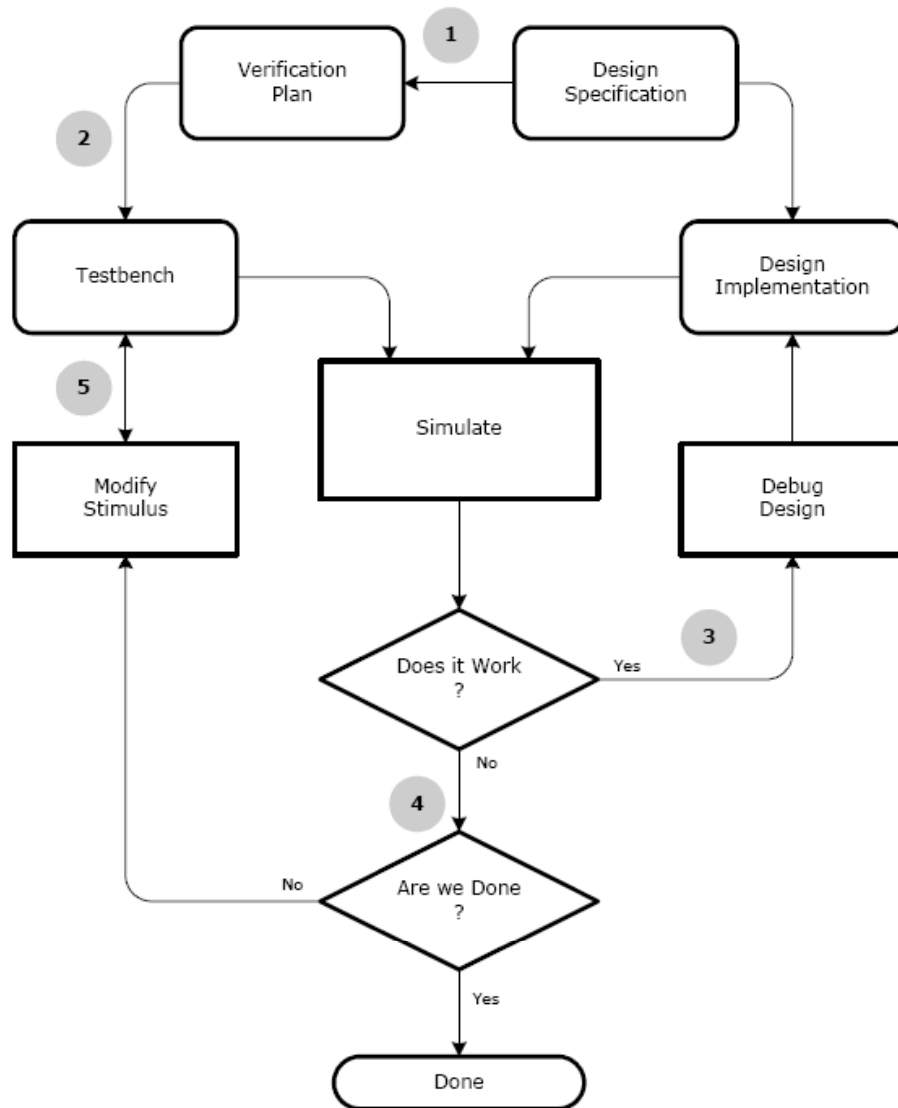 1
Verification
Plan
Design
Specification
2
Testbench
Design
Implementation
5
Simulate
Modify
Stimulus
Debug
Design
3
Does it Work
?
Yes
No
4
Are we Done
?
No
Yes
Done